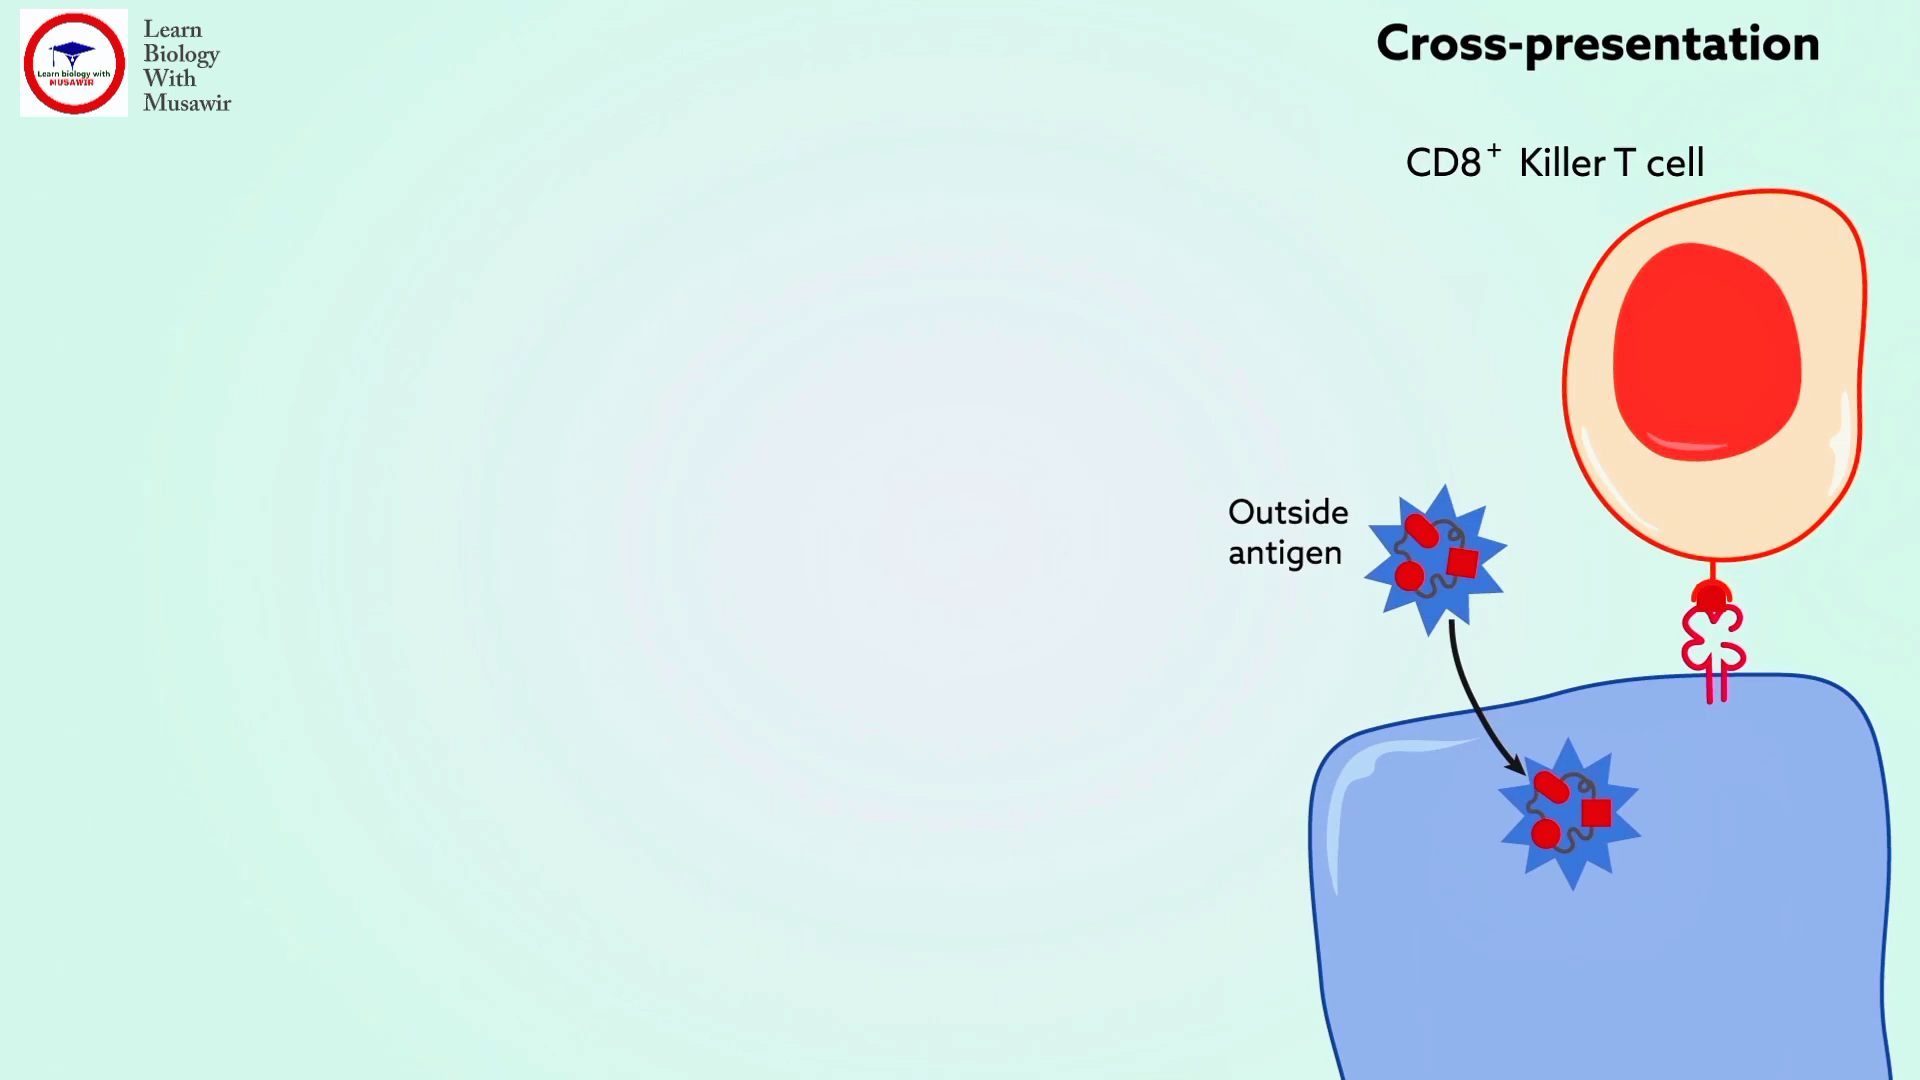 Learn biology with
MUSAWIR
Learn
Biology
With
Musawir
Cross-presentation
CD8⁺ Killer T cell
Outside
antigen